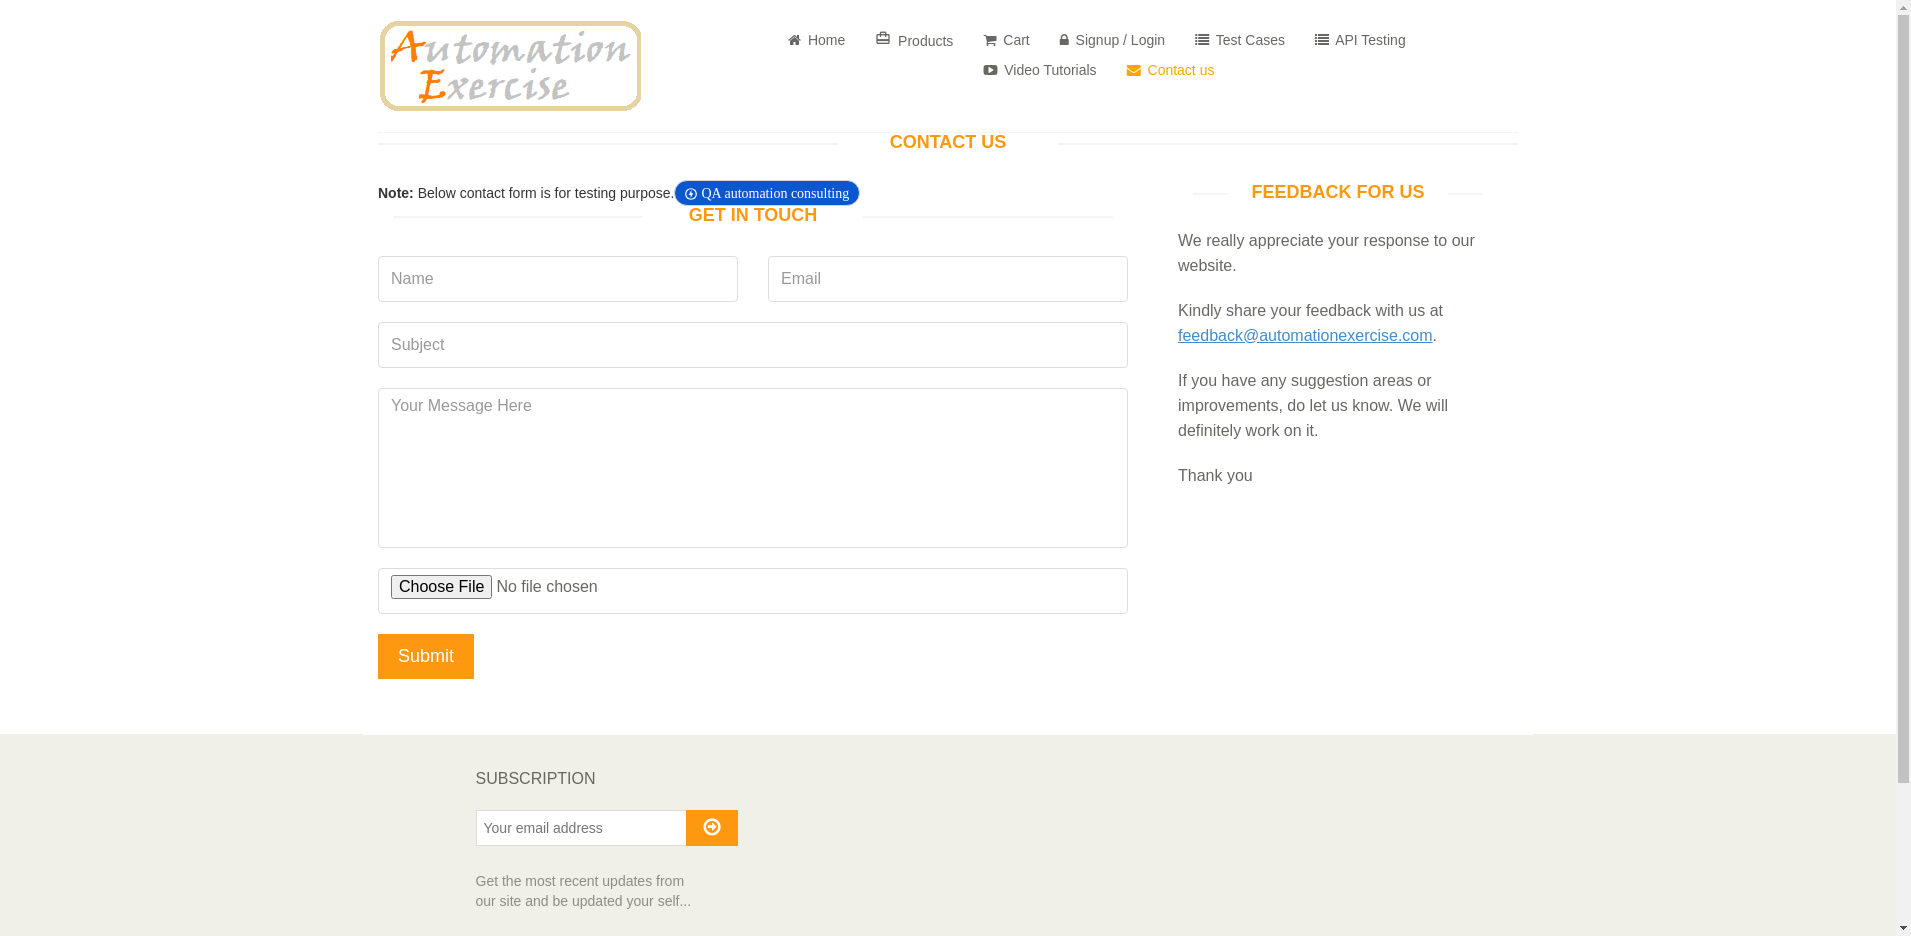 Automation
Exercise
Home Products Cart Signup / Login Test Cases API Testing
Video Tutorials Contact us
CONTACT US
Note: Below contact form is for testing purpose. QA automation consulting
GET IN TOUCH
Name Email
Subject
Your Message Here
Choose File No file chosen
Submit
FEEDBACK FOR US
We really appreciate your response to our
website.
Kindly share your feedback with us at
feedback@automationexercise.com.
If you have any suggestion areas or
improvements, do let us know. We will
definitely work on it.
Thank you
SUBSCRIPTION
Your email address
Get the most recent updates from
our site and be updated your self...